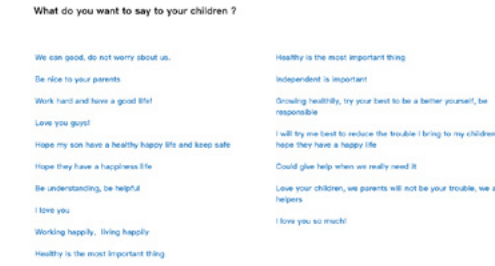 What do you want to say to your children ?
We can good, do not worry about us.
Be nice to your parents
Work hard and have a good life!
Love you guys!
Hope my son have a healthy happy life and keep safe
Hope they have a happiness life
Be understanding, be helpful
I love you
Working happily, living happily
Healthy is the most important thing
Healthy is the most important thing
Independent is important
Growing healthily, try your best to be a better yourself, be
responsible
I will try me best to reduce the trouble I bring to my children
hope they have a happy life
Could give help when we really need it
Love your children, we parents will not be your trouble, we a
helpers
I love you so much!